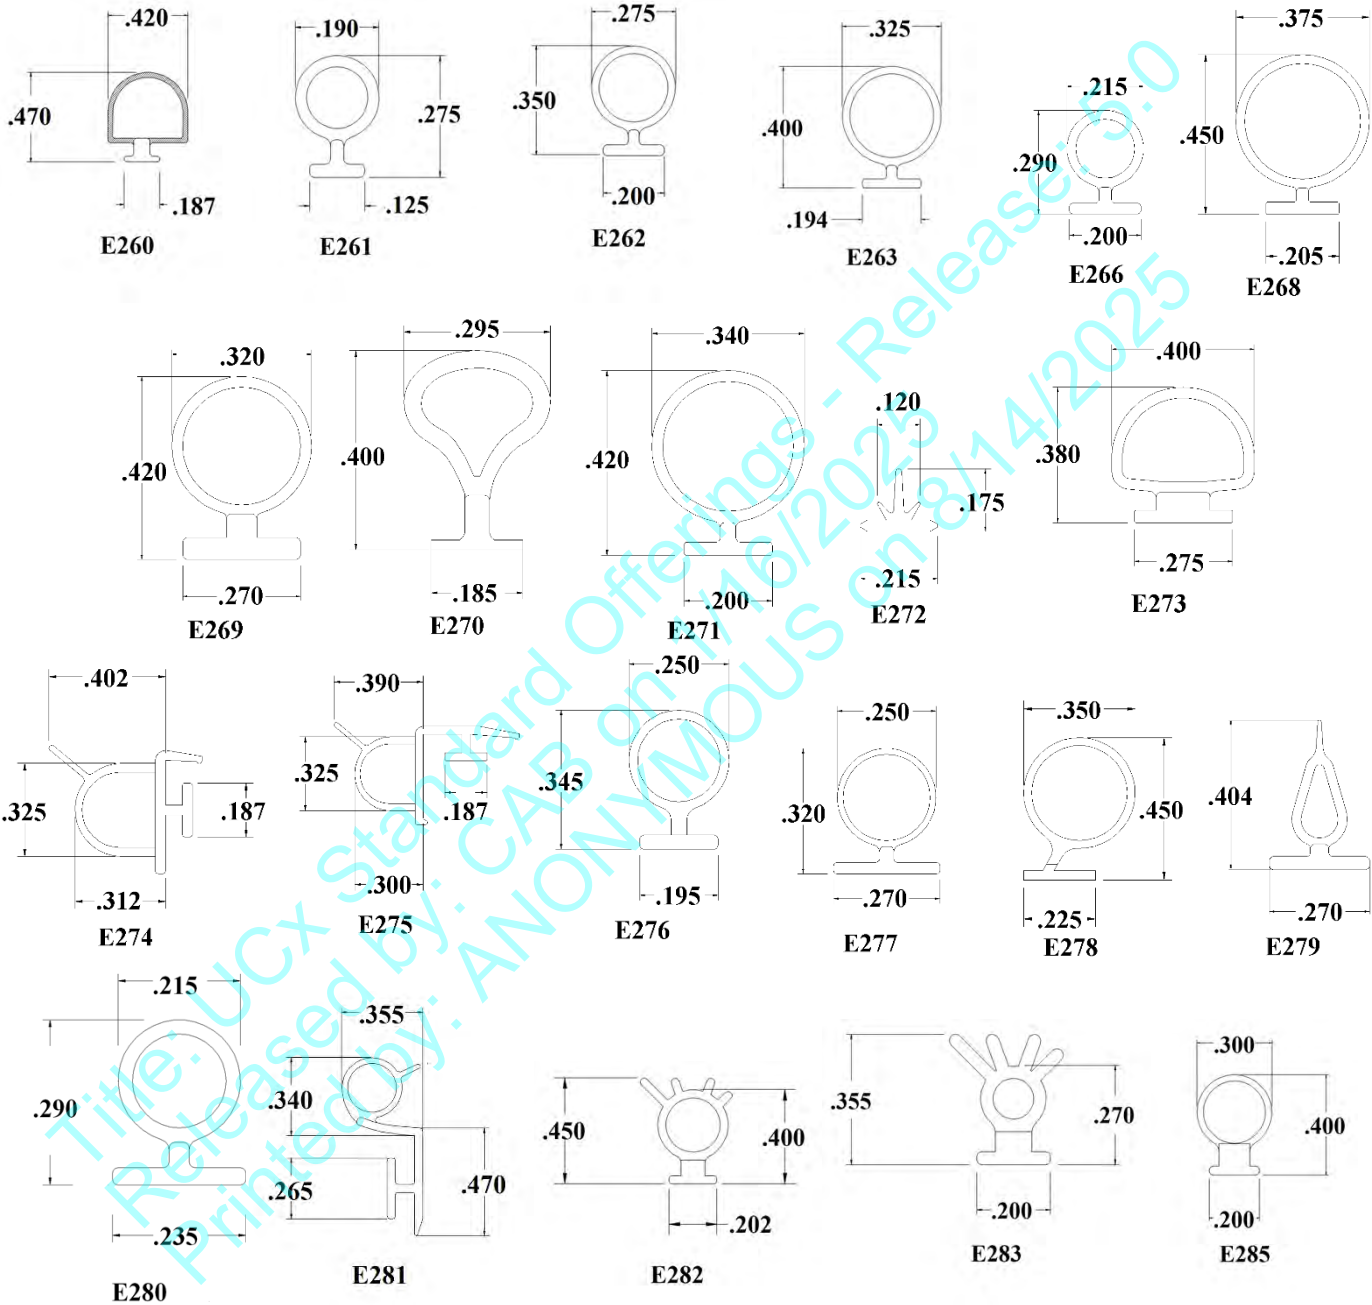 .420
.470
.187
E260
.190
.275
.125
E261
.275
.350
.200
E262
.325
.400
.194
E263
.215
.290
.200
E266
.375
.450
.205
E268
.320
.420
.270
E269
.295
.400
.185
E270
.340
.420
.200
E271
.120
.175
.215
E272
.400
.380
.275
E273
.402
.325
.187
.312
E274
.390
.325
.187
.300
E275
.250
.345
.195
E276
.250
.320
.270
E277
.350
.450
.225
E278
.404
.270
E279
.215
.290
.235
E280
.355
.340
.265
.470
E281
.450
.400
.202
E282
.355
.270
.200
E283
.300
.400
.200
E285
Title: UCx Standard Offerings - Release: 5.0
Released by: CAB on 1/16/2025
Printed by: ANONYMOUS on 8/14/2025